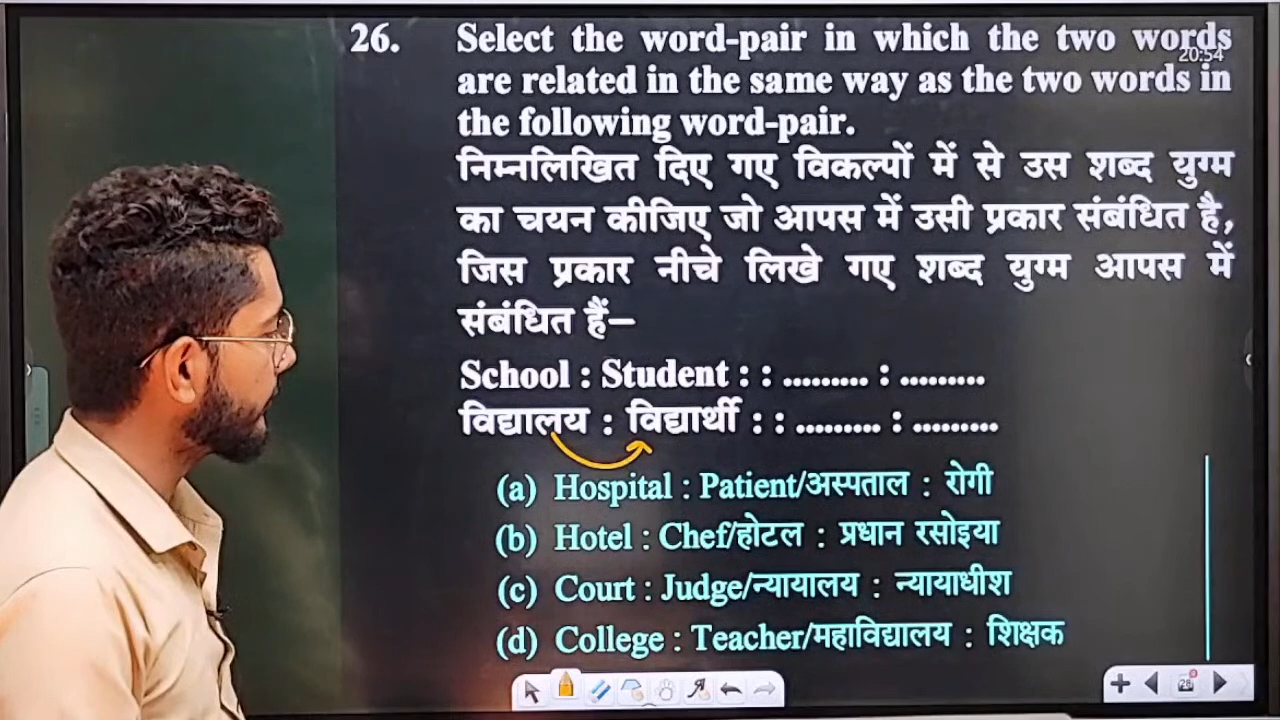 26. Select the word-pair in which the two words
20:54
are related in the same way as the two words in
the following word-pair.
निम्नलिखित दिए गए विकल्पों में से उस शब्द युग्म
का चयन कीजिए जो आपस में उसी प्रकार संबंधित है,
जिस प्रकार नीचे लिखे गए शब्द युग्म आपस में
संबंधित हैं–
School : Student : : ......... : .........
विद्यालय : विद्यार्थी : : ......... : .........
(a) Hospital : Patient/अस्पताल : रोगी
(b) Hotel : Chef/होटल : प्रधान रसोइया
(c) Court : Judge/न्यायालय : न्यायाधीश
(d) College : Teacher/महाविद्यालय : शिक्षक